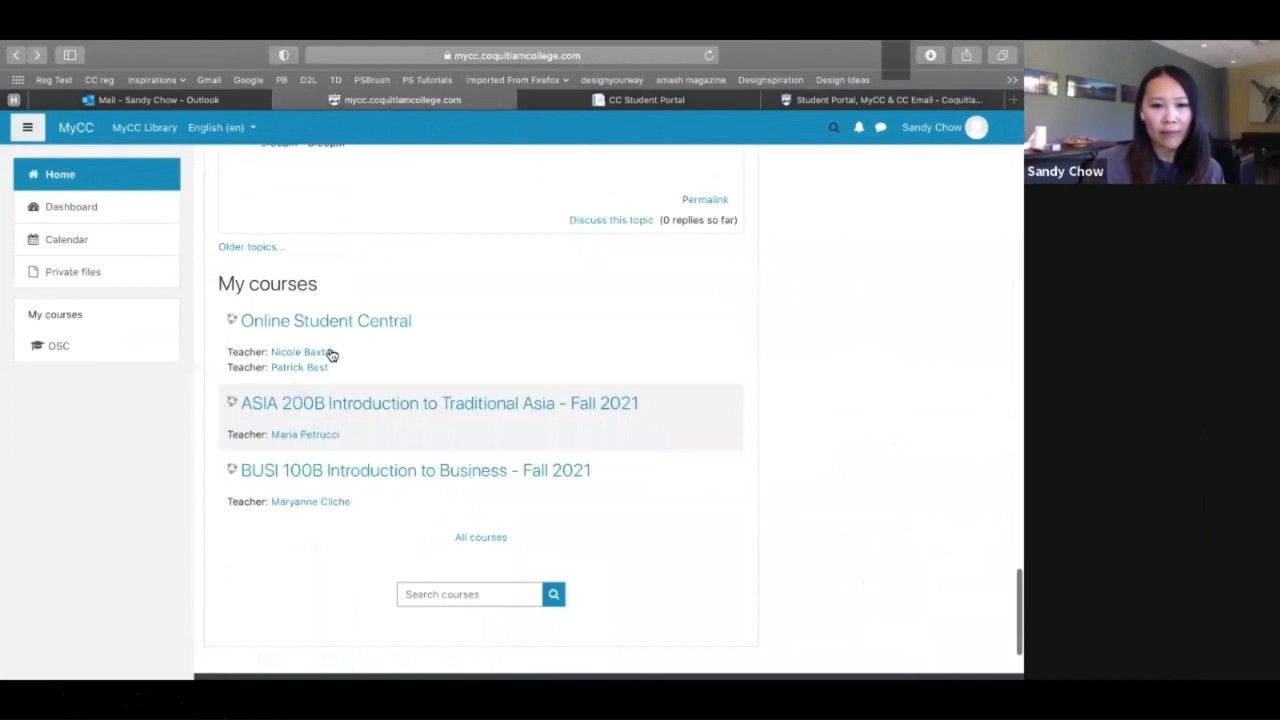 mycc.coquitlamcollege.com
Reg Test CC reg inspirations Gmail Google PB D2L TD PSBrush PS Tutorials Imported From Firefox designyourway smash magazine Designspiration Design Ideas
H Mail - Sandy Chow - Outlook mycc.coquitlamcollege.com CC Student Portal Student Portal, MyCC & CC Email - Coquitla...
MyCC MyCC Library English (en) Sandy Chow
Sandy Chow
Home
Dashboard
Calendar
Private files
My courses
OSC
Permalink
Discuss this topic (0 replies so far)
Older topics...
My courses
Online Student Central
Teacher: Nicole
Teacher: Patrick Best
ASIA 200B Introduction to Traditional Asia - Fall 2021
Teacher: Maria Petrucci
BUSI 100B Introduction to Business - Fall 2021
Teacher: Maryanne Cliche
All courses
Search courses